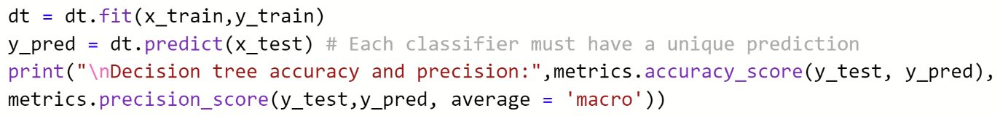 dt = dt.fit(x_train,y_train)
y_pred = dt.predict(x_test) # Each classifier must have a unique prediction
print("\nDecision tree accuracy and precision:",metrics.accuracy_score(y_test, y_pred),
metrics.precision_score(y_test,y_pred, average = 'macro'))